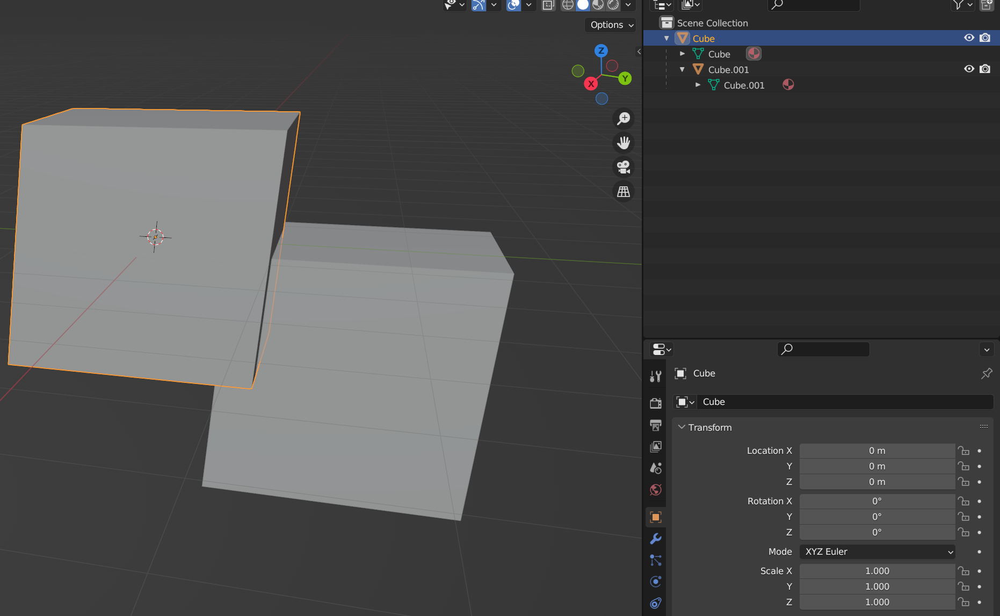 Options
Z
Y
X
Scene Collection
Cube
Cube
Cube.001
Cube.001
Cube
Cube
Transform
Location X 0 m
Y 0 m
Z 0 m
Rotation X 0°
Y 0°
Z 0°
Mode XYZ Euler
Scale X 1.000
Y 1.000
Z 1.000